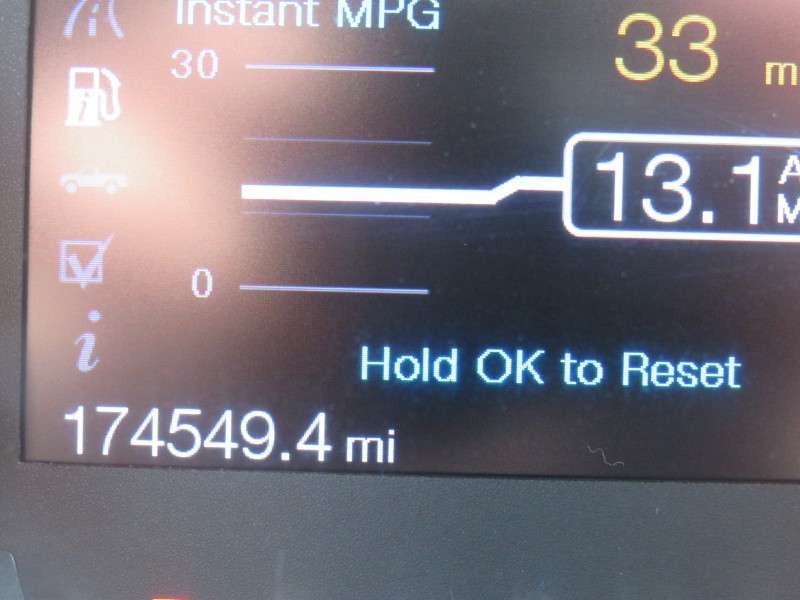 Instant MPG
33 m
30
13.1 A
M
0
Hold OK to Reset
174549.4 mi